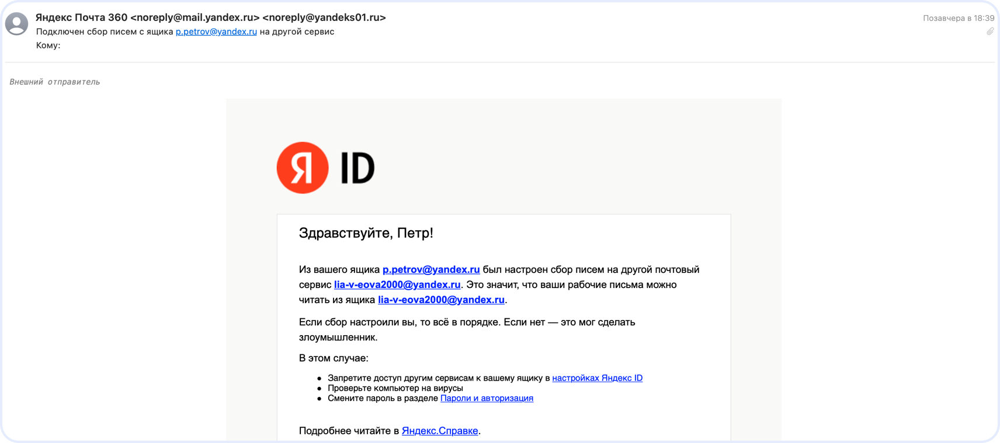 Яндекс Почта 360 <noreply@mail.yandex.ru> <noreply@yandeks01.ru>
Позавчера в 18:39
Подключен сбор писем с ящика p.petrov@yandex.ru на другой сервис
Кому:
Внешний отправитель
Я ID
Здравствуйте, Петр!
Из вашего ящика p.petrov@yandex.ru был настроен сбор писем на другой почтовый
сервис lia-v-eova2000@yandex.ru. Это значит, что ваши рабочие письма можно
читать из ящика lia-v-eova2000@yandex.ru.
Если сбор настроили вы, то всё в порядке. Если нет — это мог сделать
злоумышленник.
В этом случае:
● Запретите доступ другим сервисам к вашему ящику в настройках Яндекс ID
● Проверьте компьютер на вирусы
● Смените пароль в разделе Пароли и авторизация
Подробнее читайте в Яндекс.Справке.